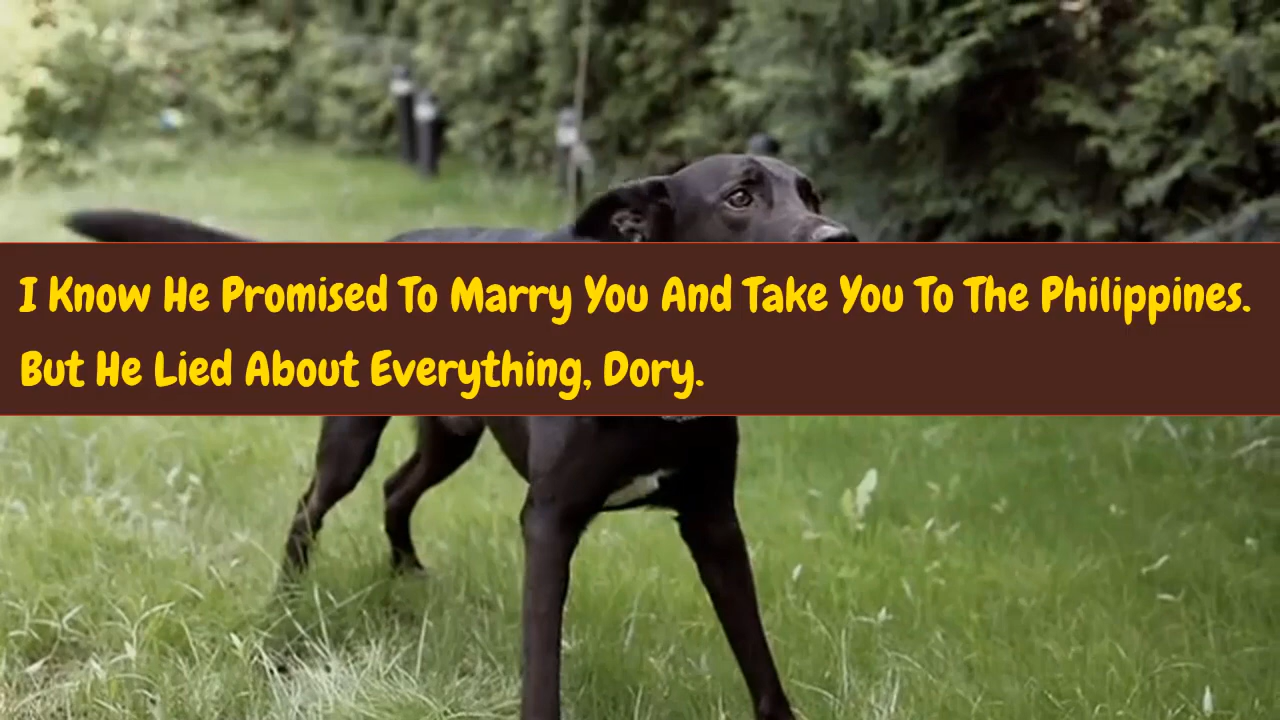 I Know He Promised To Marry You And Take You To The Philippines.
But He Lied About Everything, Dory.